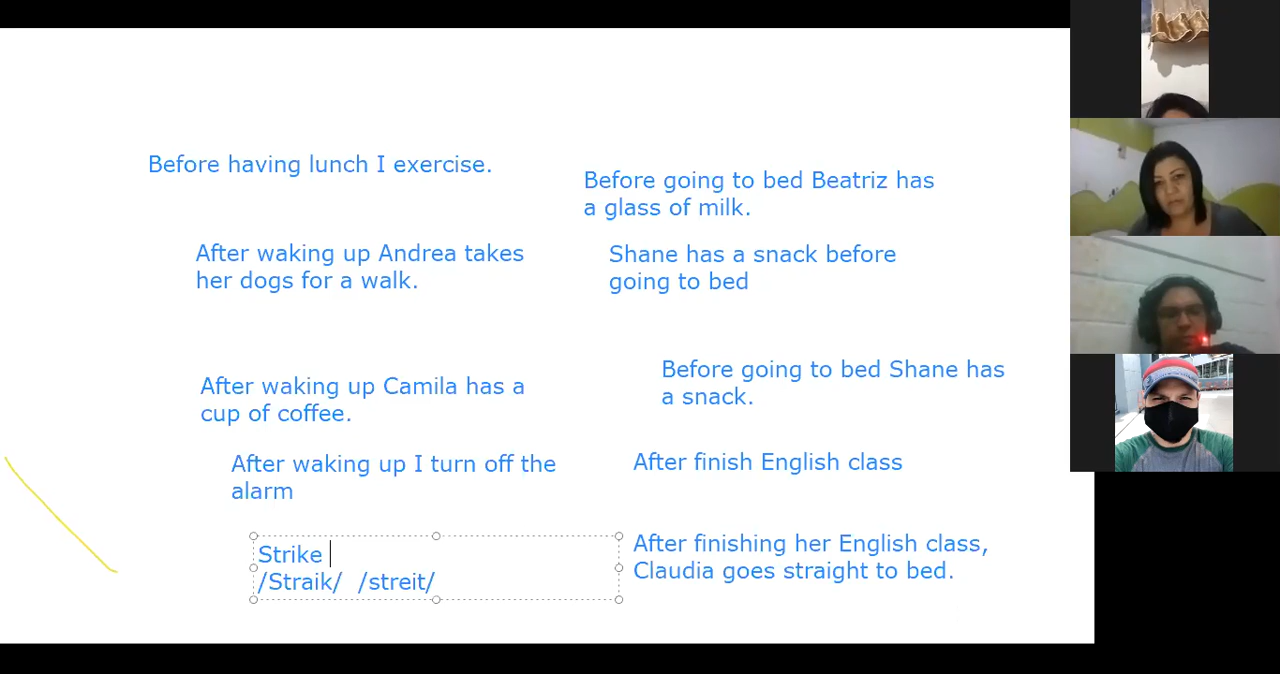 Before having lunch I exercise.
Before going to bed Beatriz has
a glass of milk.
After waking up Andrea takes
her dogs for a walk.
Shane has a snack before
going to bed
After waking up Camila has a
cup of coffee.
Before going to bed Shane has
a snack.
After waking up I turn off the
alarm
After finish English class
Strike
/Straik/ /streit/
After finishing her English class,
Claudia goes straight to bed.